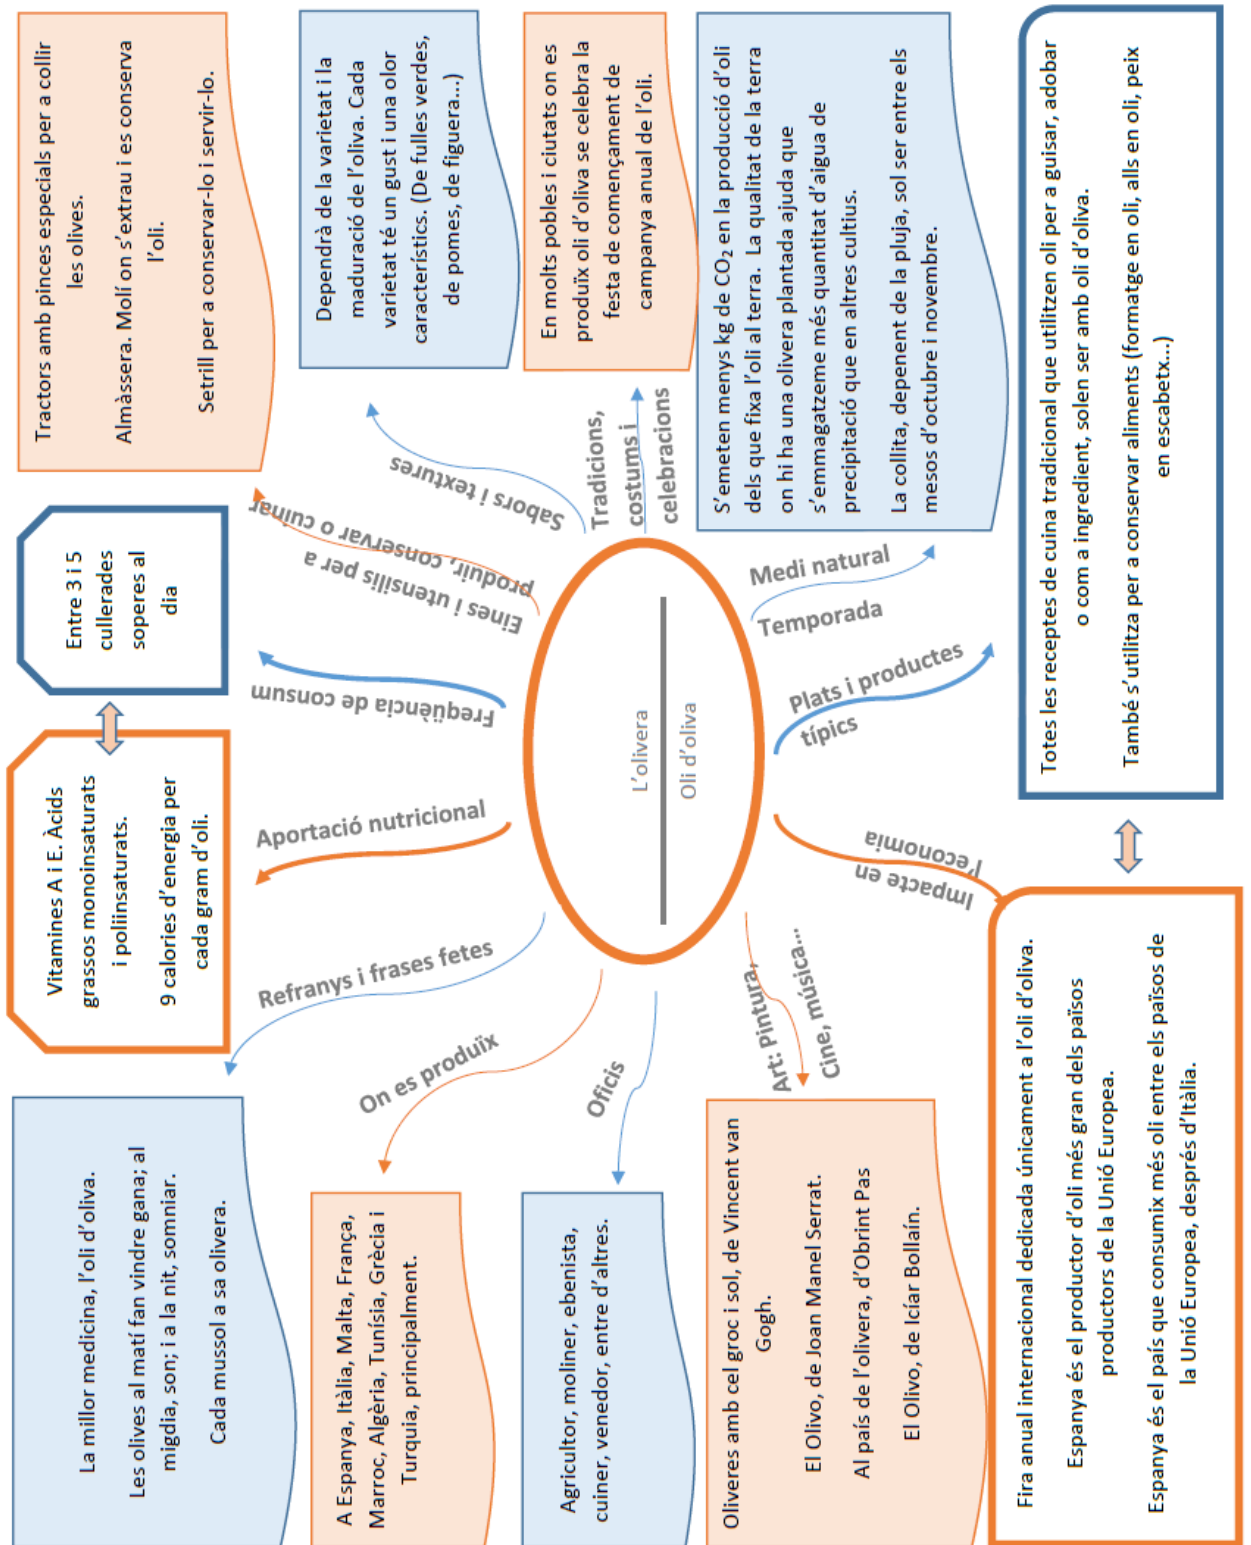 La millor medicina, l'oli d'oliva.
Les olives al matí fan vindre gana; al
migdia, son; i a la nit, somniar.
Cada mussol a sa olivera.
Vitamines A i E. Àcids
grassos monoinsaturats
i poliinsaturats.
9 calories d'energia per
cada gram d'oli.
Entre 3 i 5
cullerades
soperes al
dia
Tractors amb pinces especials per a collir
les olives.
Almàssera. Molí on s'extrau i es conserva
l'oli.
Setrill per a conservar-lo i servir-lo.
Refranys i frases fetes
Aportació nutricional
Freqüència de consum
Eines i utensilis per a
produir, conservar o cuinar
Sabors i textures
Dependrà de la varietat i la
maduració de l'oliva. Cada
varietat té un gust i una olor
característics. (De fulles verdes,
de pomes, de figuera...)
On es produïx
A Espanya, Itàlia, Malta, França,
Marroc, Algèria, Tunísia, Grècia i
Turquia, principalment.
L'olivera
Oli d'oliva
Tradicions,
costums i
celebracions
En molts pobles i ciutats on es
produïx oli d'oliva se celebra la
festa de començament de
campanya anual de l'oli.
Oficis
Agricultor, moliner, ebenista,
cuiner, venedor, entre d'altres.
Medi natural
Temporada
S'emeten menys kg de CO₂ en la producció d'oli
dels que fixa l'oli al terra. La qualitat de la terra
on hi ha una olivera plantada ajuda que
s'emmagatzeme més quantitat d'aigua de
precipitació que en altres cultius.
La collita, depenent de la pluja, sol ser entre els
mesos d'octubre i novembre.
Art: Pintura,
Cine, música...
Oliveres amb cel groc i sol, de Vincent van
Gogh.
El Olivo, de Joan Manel Serrat.
Al país de l'olivera, d'Obrint Pas
El Olivo, de Icíar Bollaín.
Impacte en
l'economia
Plats i productes
típics
Fira anual internacional dedicada únicament a l'oli d'oliva.
Espanya és el productor d'oli més gran dels països
productors de la Unió Europea.
Espanya és el país que consumix més oli entre els països de
la Unió Europea, després d'Itàlia.
Totes les receptes de cuina tradicional que utilitzen oli per a guisar, adobar
o com a ingredient, solen ser amb oli d'oliva.
També s'utilitza per a conservar aliments (formatge en oli, alls en oli, peix
en escabetx...)